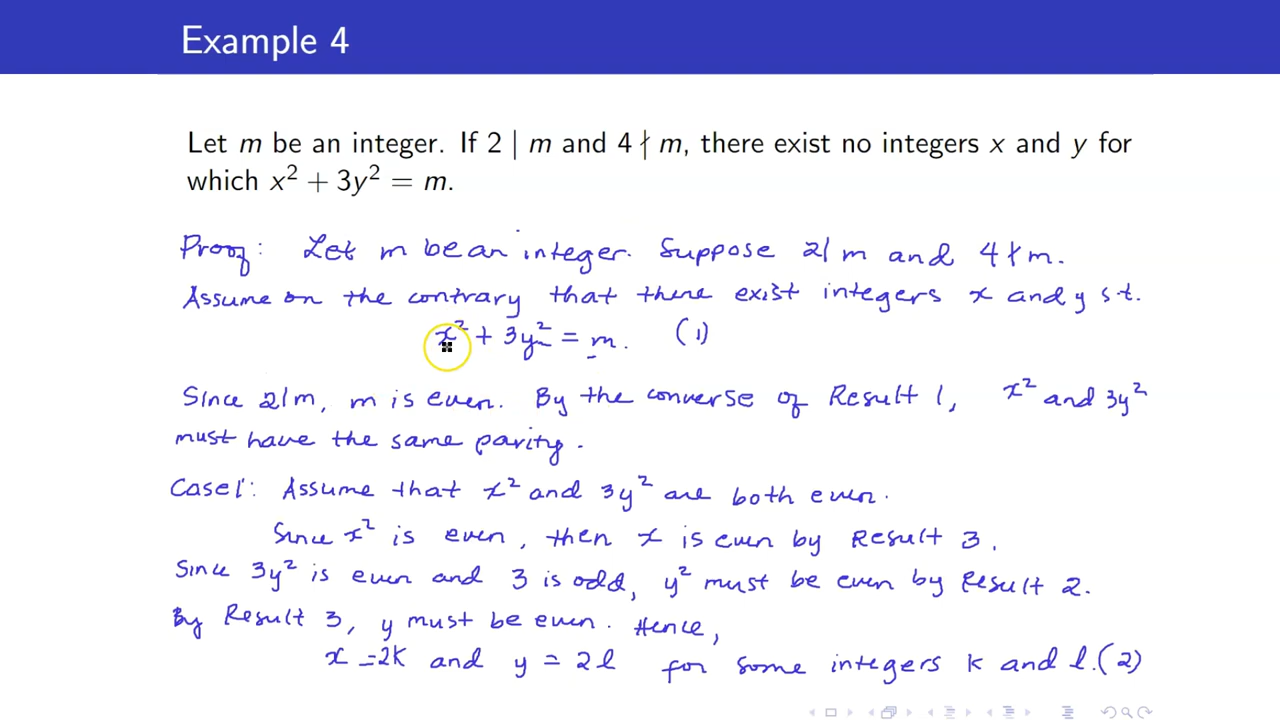 Example 4
Let m be an integer. If 2 | m and 4 ∤ m, there exist no integers x and y for
which x² + 3y² = m.
Proof: Let m be an integer. Suppose 2|m and 4∤m.
Assume on the contrary that there exist integers x and y s.t.
x² + 3y² = m. (1)
Since 2|m, m is even. By the converse of Result 1, x² and 3y²
must have the same parity.
Case 1: Assume that x² and 3y² are both even.
Since x² is even, then x is even by Result 3.
Since 3y² is even and 3 is odd, y² must be even by Result 2.
By Result 3, y must be even. Hence,
x = 2k and y = 2l for some integers k and l. (2)